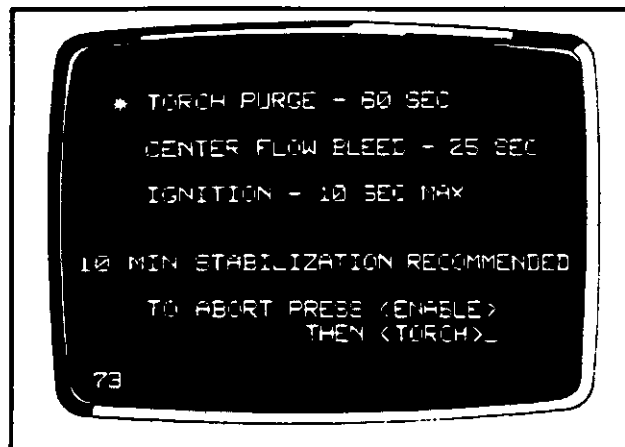 * TORCH PURGE - 60 SEC
CENTER FLOW BLEED - 25 SEC
IGNITION - 10 SEC MAX
10 MIN STABILIZATION RECOMMENDED
TO ABORT PRESS <ENABLE>
THEN <TORCH>_
73